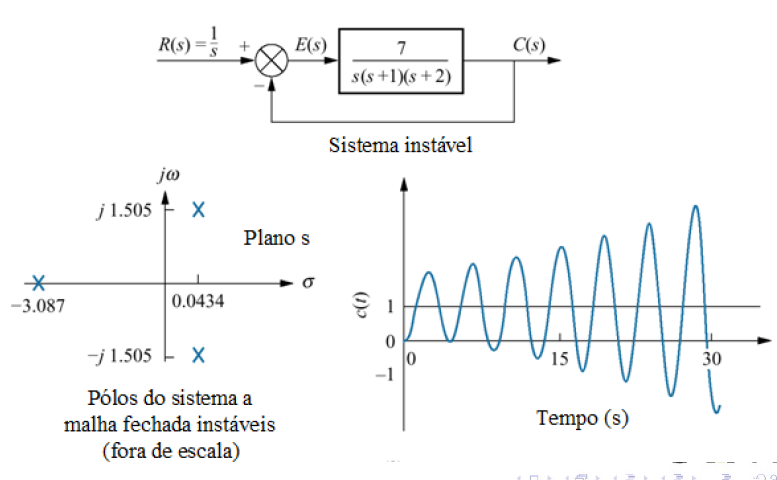 R(s) = 1/s
+
E(s)
7
s(s+1)(s+2)
C(s)
−
Sistema instável
jω
j 1.505
Plano s
σ
−3.087
0.0434
−j 1.505
Pólos do sistema a
malha fechada instáveis
(fora de escala)
c(t)
1
0
−1
0
15
30
Tempo (s)